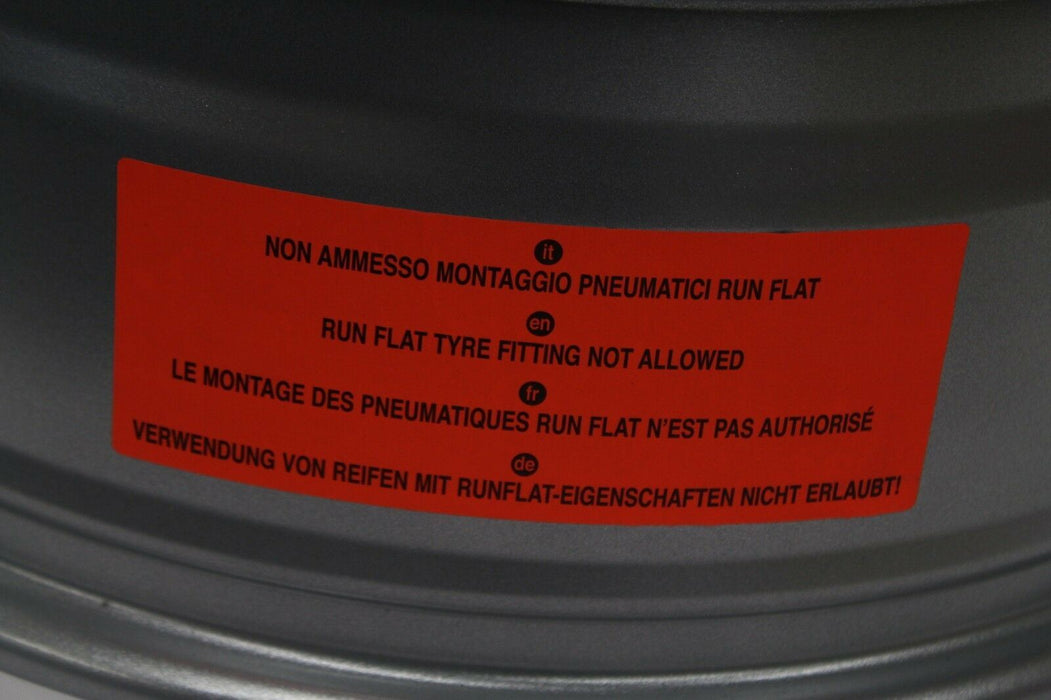 it
NON AMMESSO MONTAGGIO PNEUMATICI RUN FLAT
en
RUN FLAT TYRE FITTING NOT ALLOWED
fr
LE MONTAGE DES PNEUMATIQUES RUN FLAT N'EST PAS AUTHORISÉ
de
VERWENDUNG VON REIFEN MIT RUNFLAT-EIGENSCHAFTEN NICHT ERLAUBT!